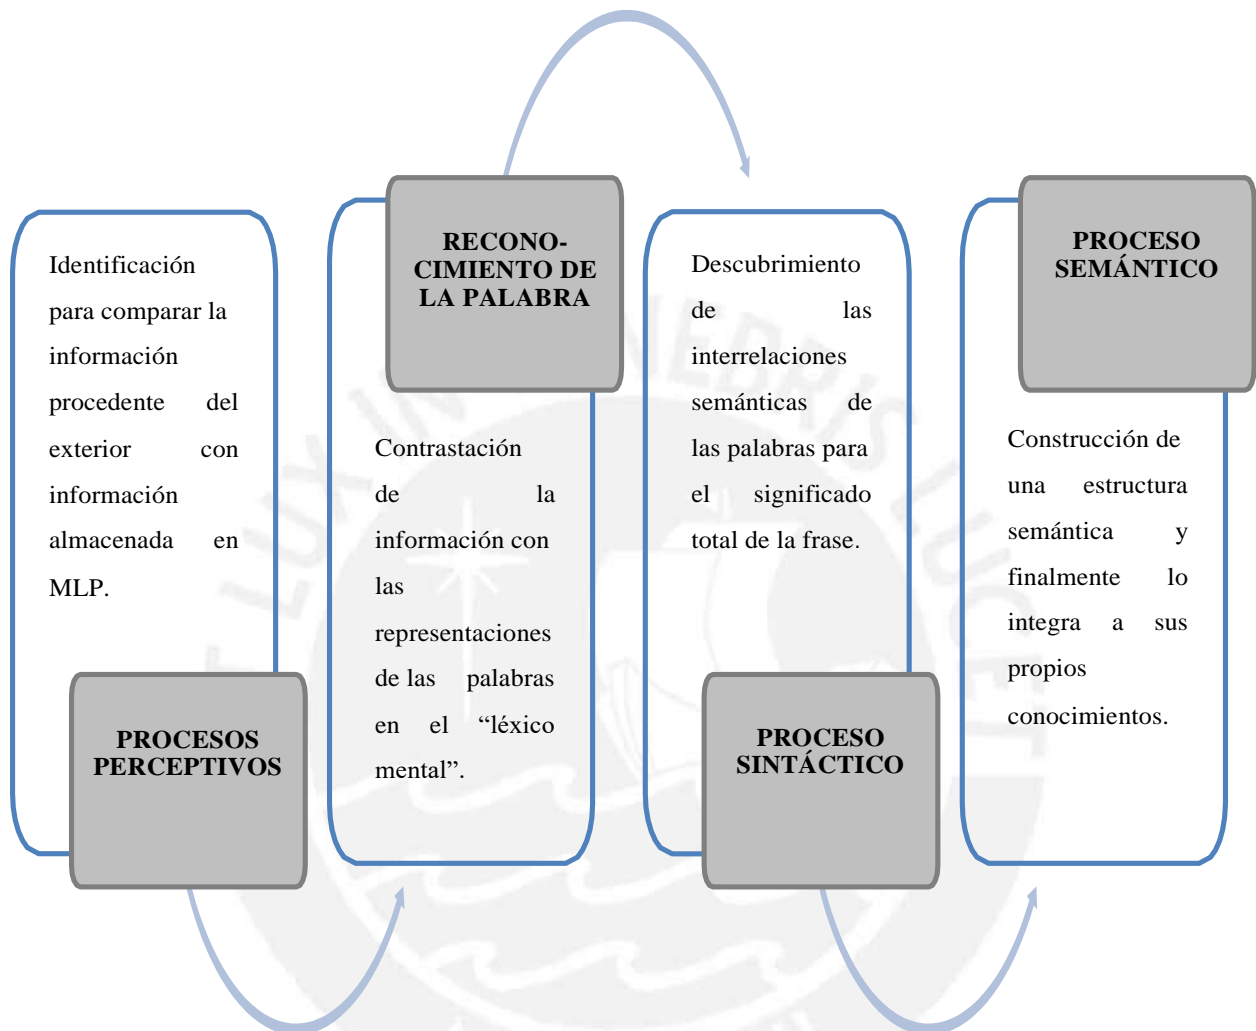 Identificación
para comparar la
información
procedente del
exterior con
información
almacenada en
MLP.
PROCESOS
PERCEPTIVOS
RECONO-
CIMIENTO DE
LA PALABRA
Contrastación
de la
información con
las
representaciones
de las palabras
en el “léxico
mental”.
Descubrimiento
de las
interrelaciones
semánticas de
las palabras para
el significado
total de la frase.
PROCESO
SINTÁCTICO
PROCESO
SEMÁNTICO
Construcción de
una estructura
semántica y
finalmente lo
integra a sus
propios
conocimientos.